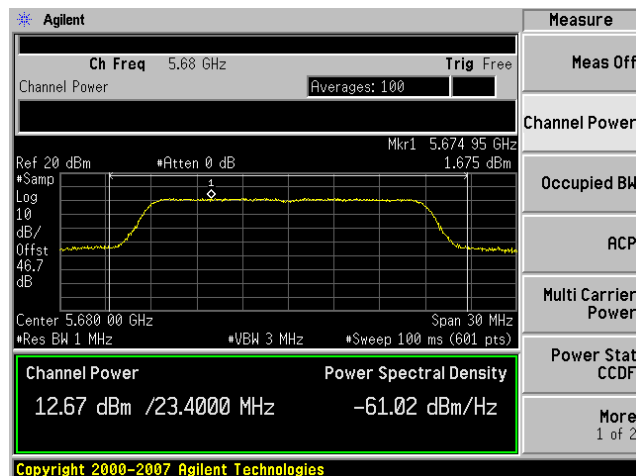 Agilent
Measure
Ch Freq 5.68 GHz Trig Free
Channel Power Averages: 100
Mkr1 5.674 95 GHz
Ref 20 dBm #Atten 0 dB 1.675 dBm
#Samp
Log
10
dB/
Offst
46.7
dB
1
Center 5.680 00 GHz Span 30 MHz
#Res BW 1 MHz #VBW 3 MHz #Sweep 100 ms (601 pts)
Channel Power Power Spectral Density
12.67 dBm /23.4000 MHz -61.02 dBm/Hz
Copyright 2000-2007 Agilent Technologies
Meas Off
Channel Power
Occupied BW
ACP
Multi Carrier
Power
Power Stat
CCDF
More
1 of 2